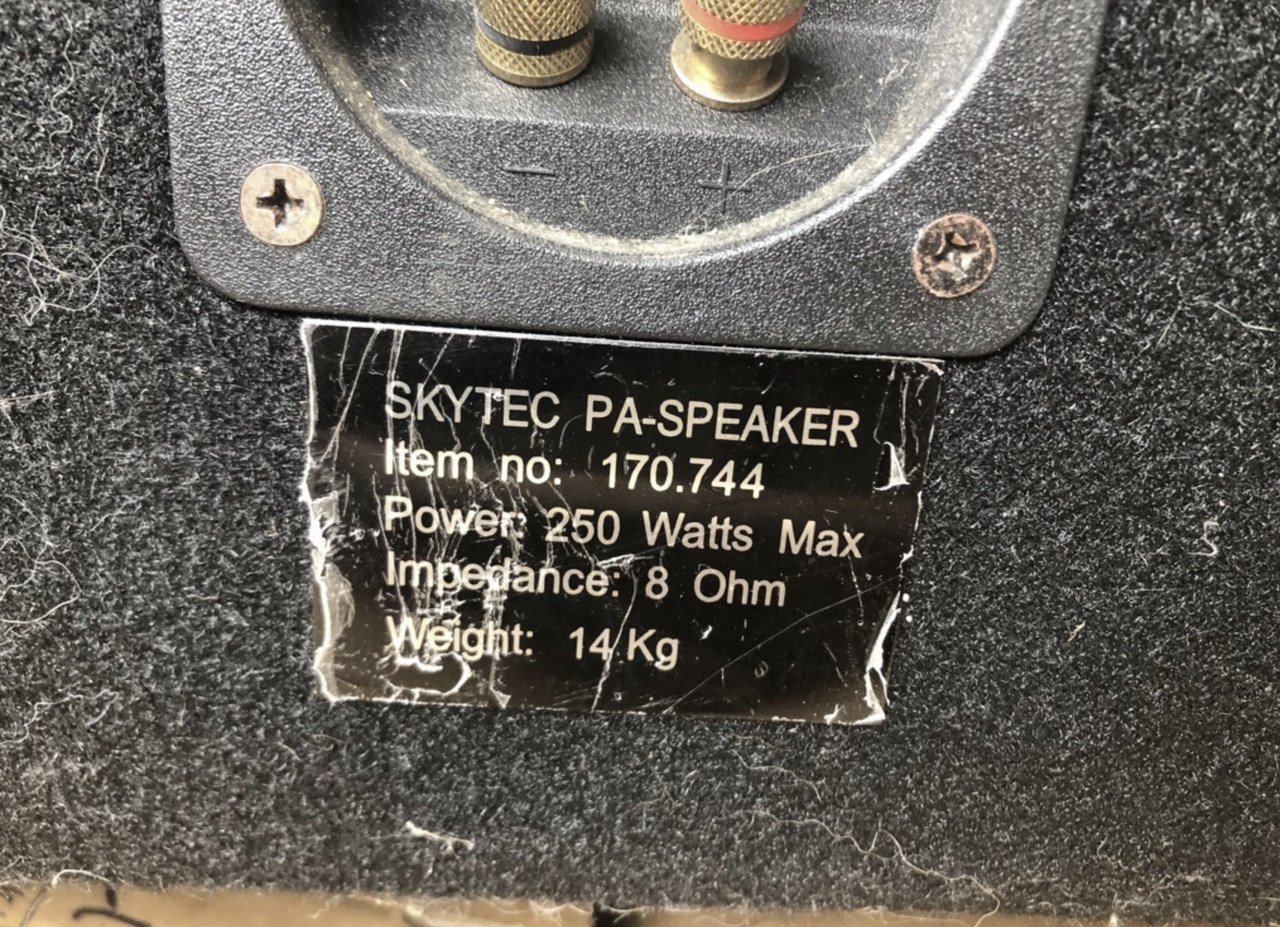 − +
SKYTEC PA-SPEAKER
Item no: 170.744
Power: 250 Watts Max
Impedance: 8 Ohm
Weight: 14 Kg